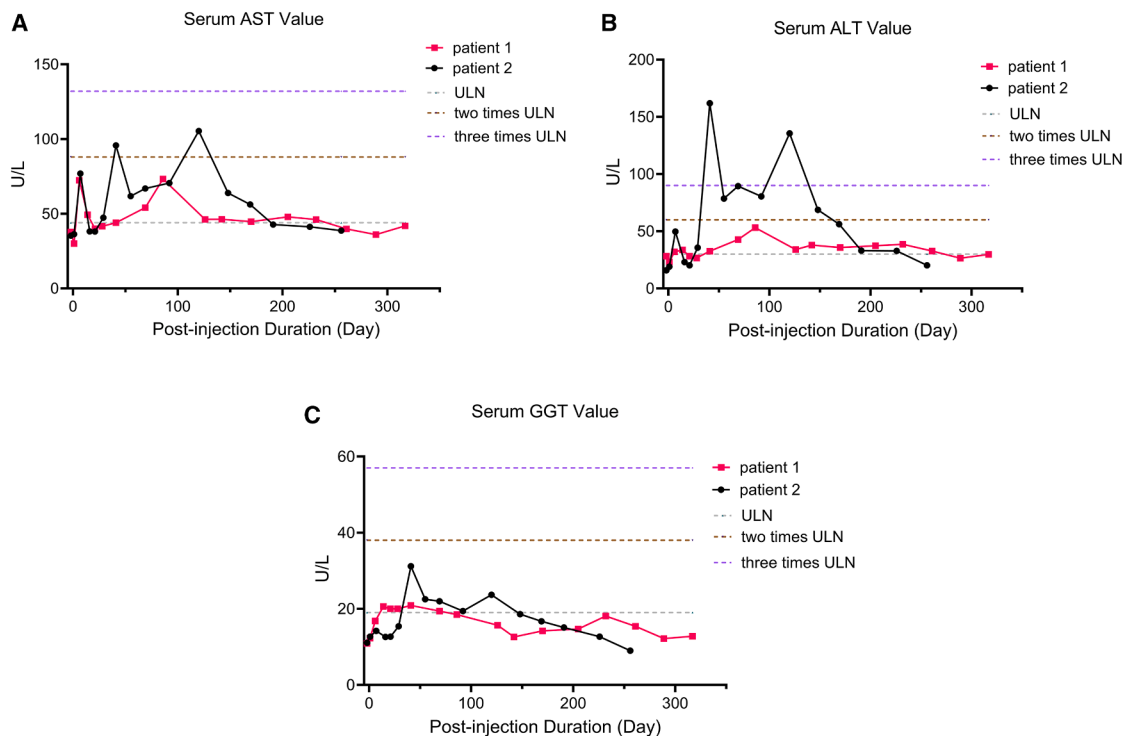 A
Serum AST Value
U/L
150
100
50
0
0
100
200
300
Post-injection Duration (Day)
patient 1
patient 2
ULN
two times ULN
three times ULN
B
Serum ALT Value
U/L
200
150
100
50
0
0
100
200
300
Post-injection Duration (Day)
patient 1
patient 2
ULN
two times ULN
three times ULN
C
Serum GGT Value
U/L
60
40
20
0
0
100
200
300
Post-injection Duration (Day)
patient 1
patient 2
ULN
two times ULN
three times ULN